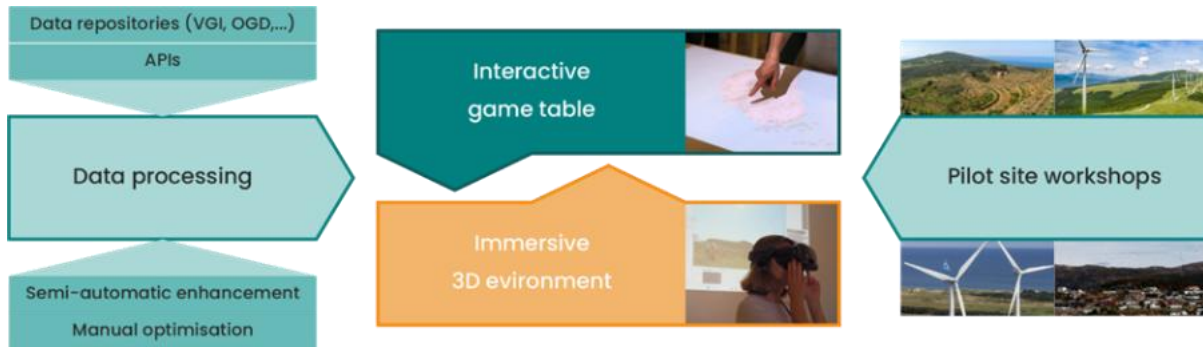 Data repositories (VGI, OGD,...)
APIs
Data processing
Semi-automatic enhancement
Manual optimisation
Interactive
game table
Immersive
3D evironment
Pilot site workshops